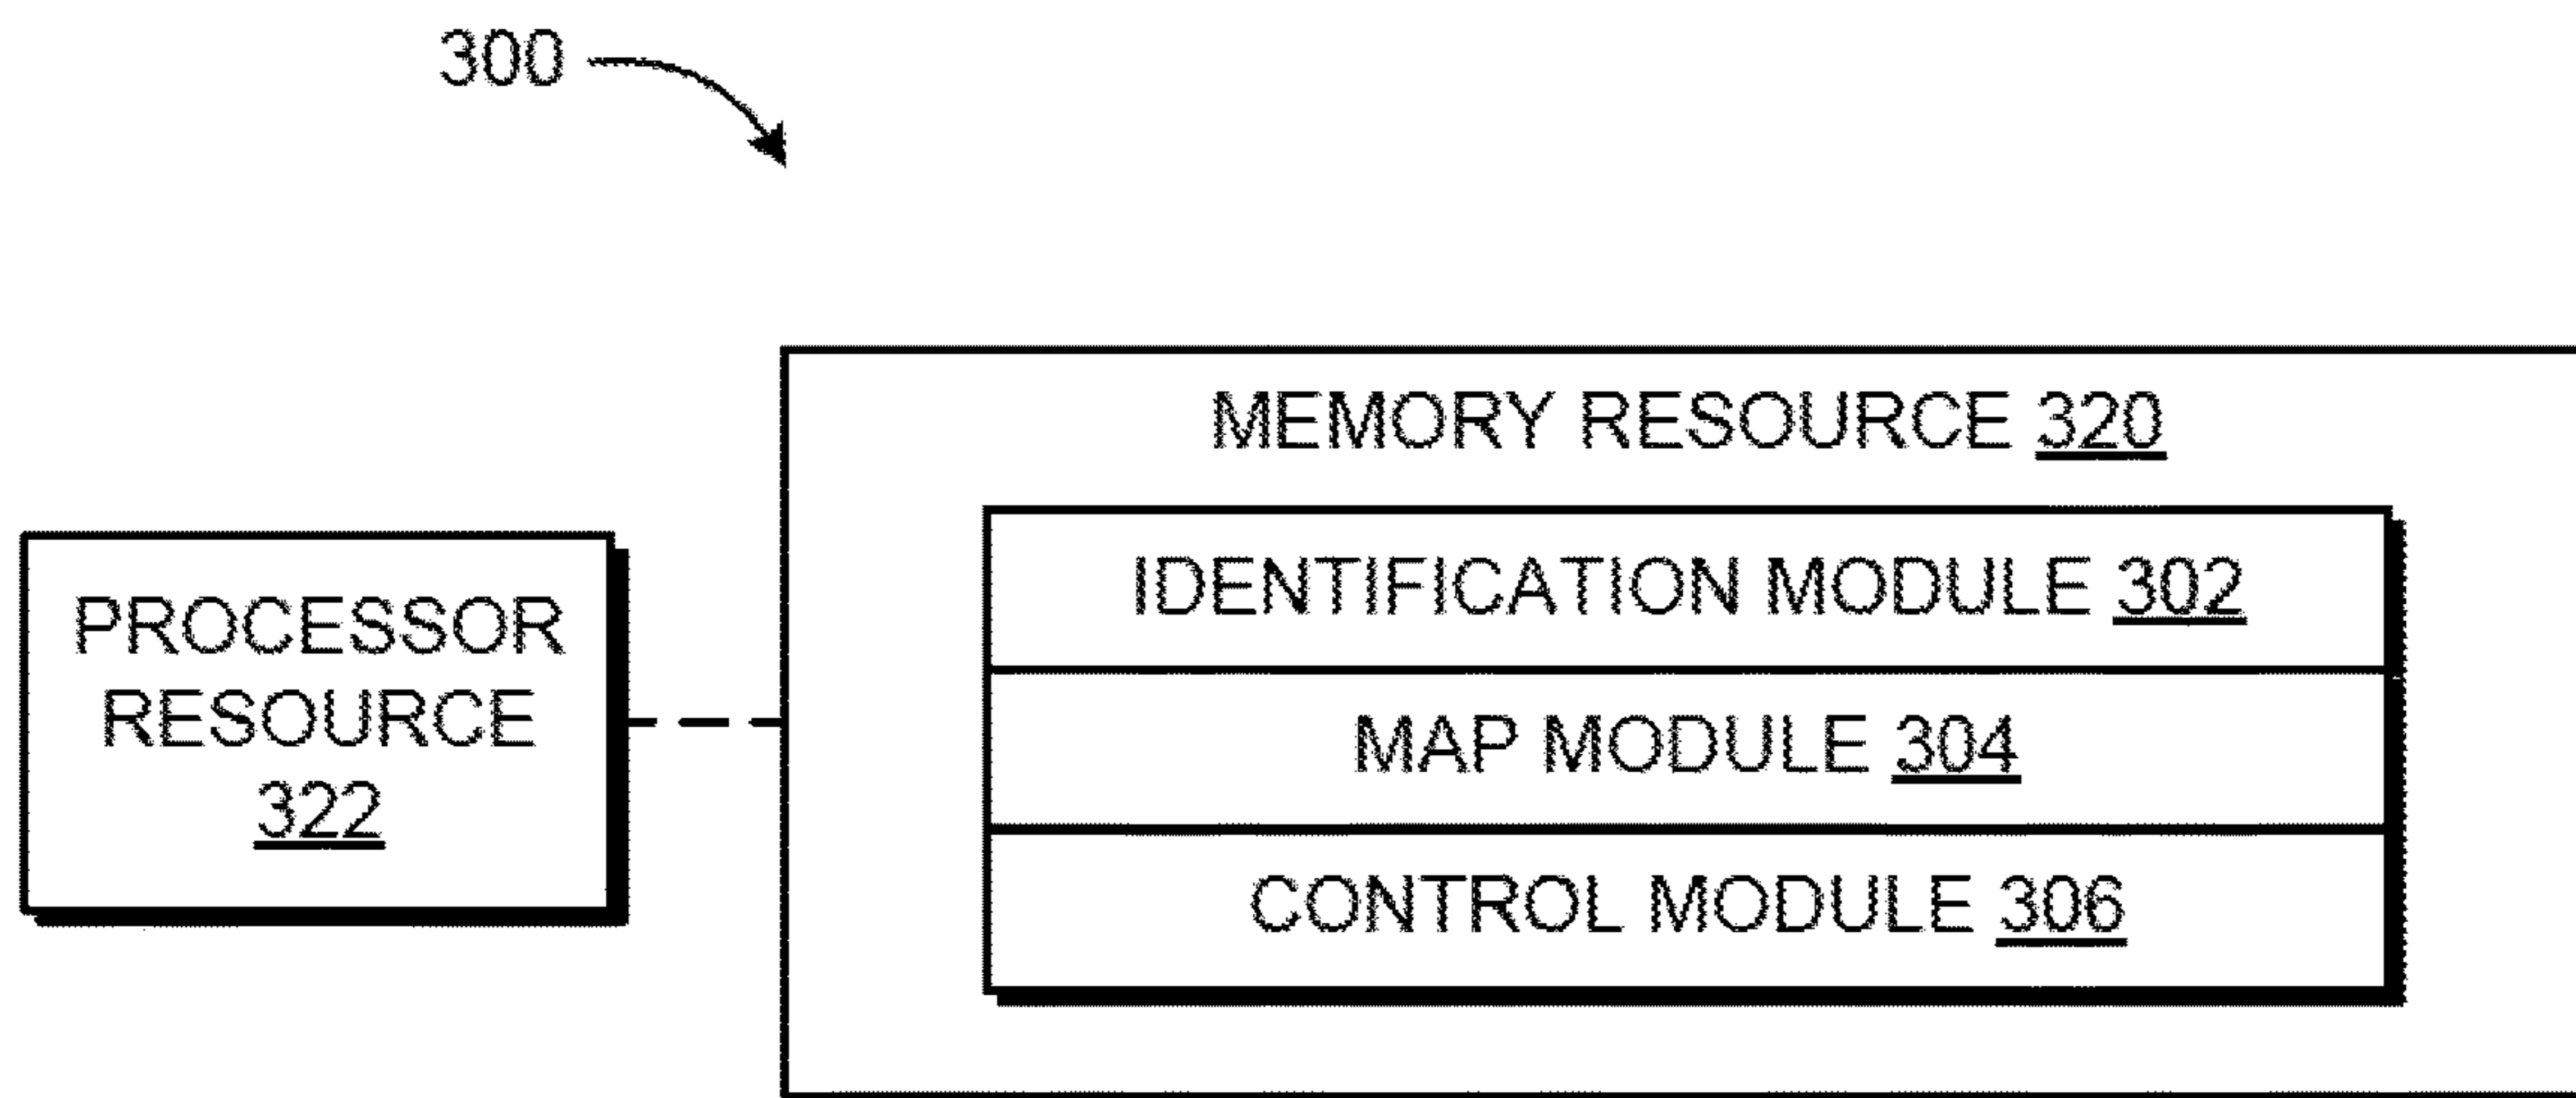 300
MEMORY RESOURCE 320
IDENTIFICATION MODULE 302
PROCESSOR
RESOURCE
322
MAP MODULE 304
CONTROL MODULE 306